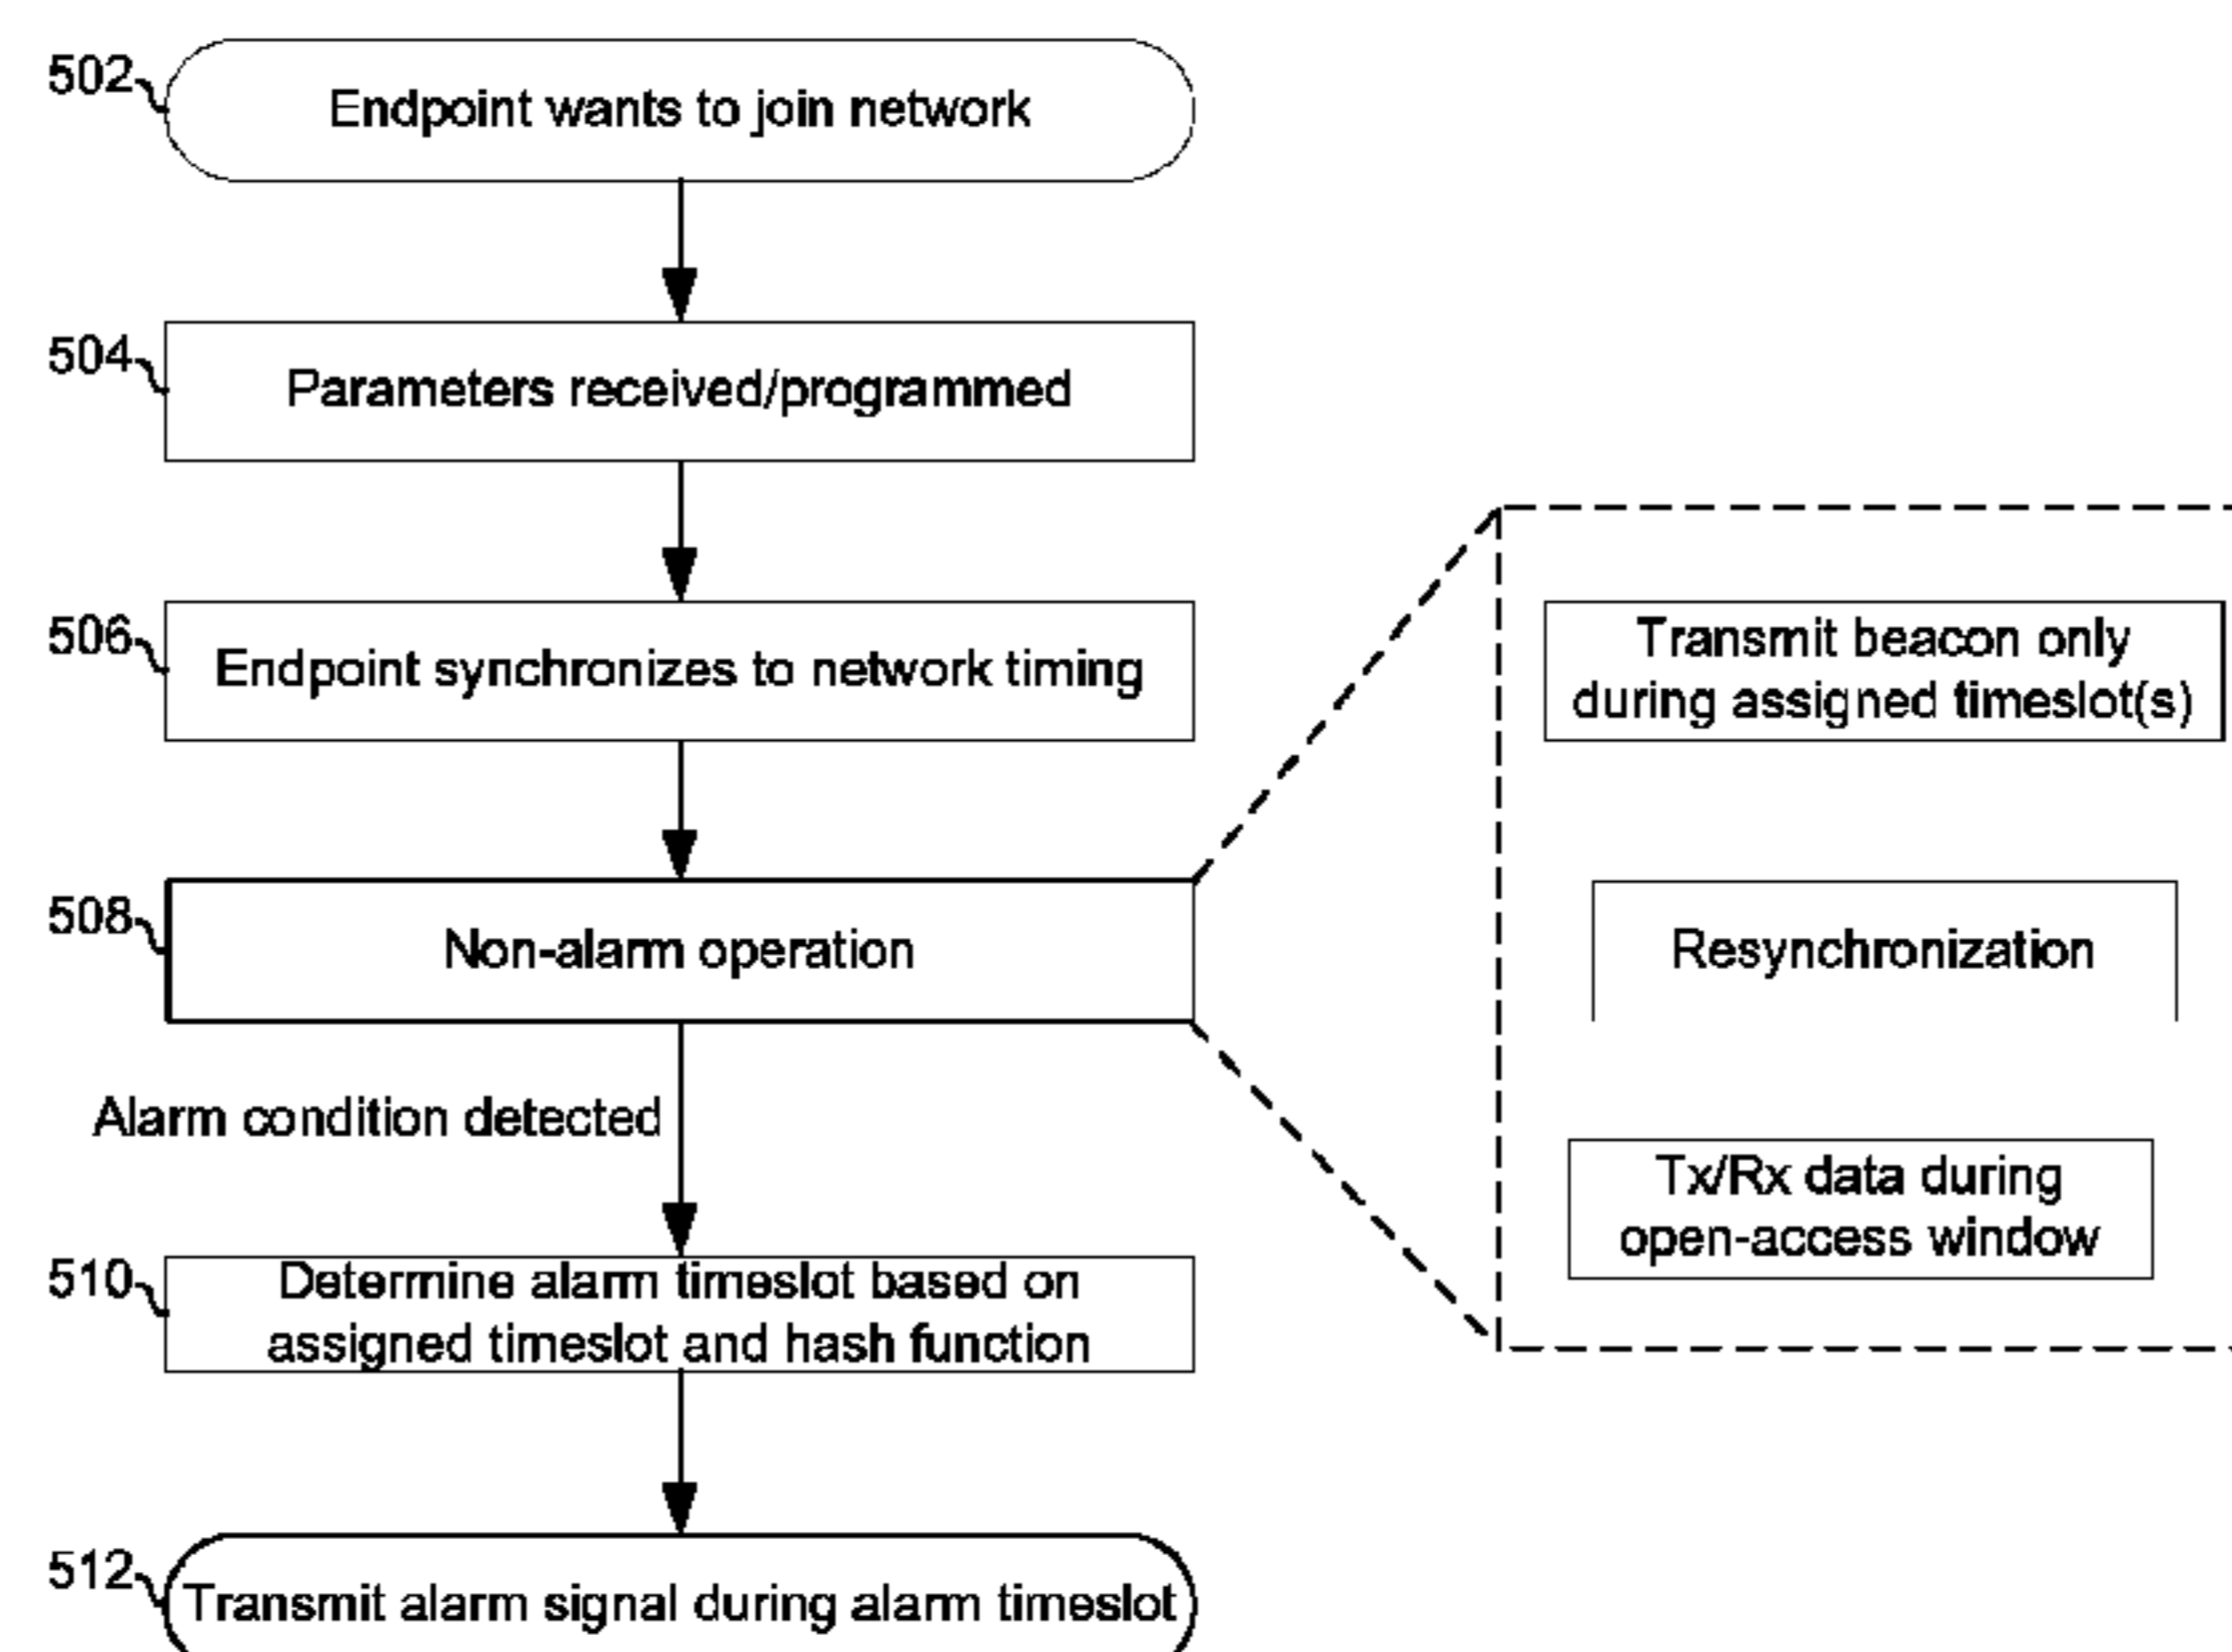 502
Endpoint wants to join network
504
Parameters received/programmed
506
Endpoint synchronizes to network timing
Transmit beacon only
during assigned timeslot(s)
508
Non-alarm operation
Resynchronization
Alarm condition detected
Tx/Rx data during
open-access window
510
Determine alarm timeslot based on
assigned timeslot and hash function
512
Transmit alarm signal during alarm timeslot